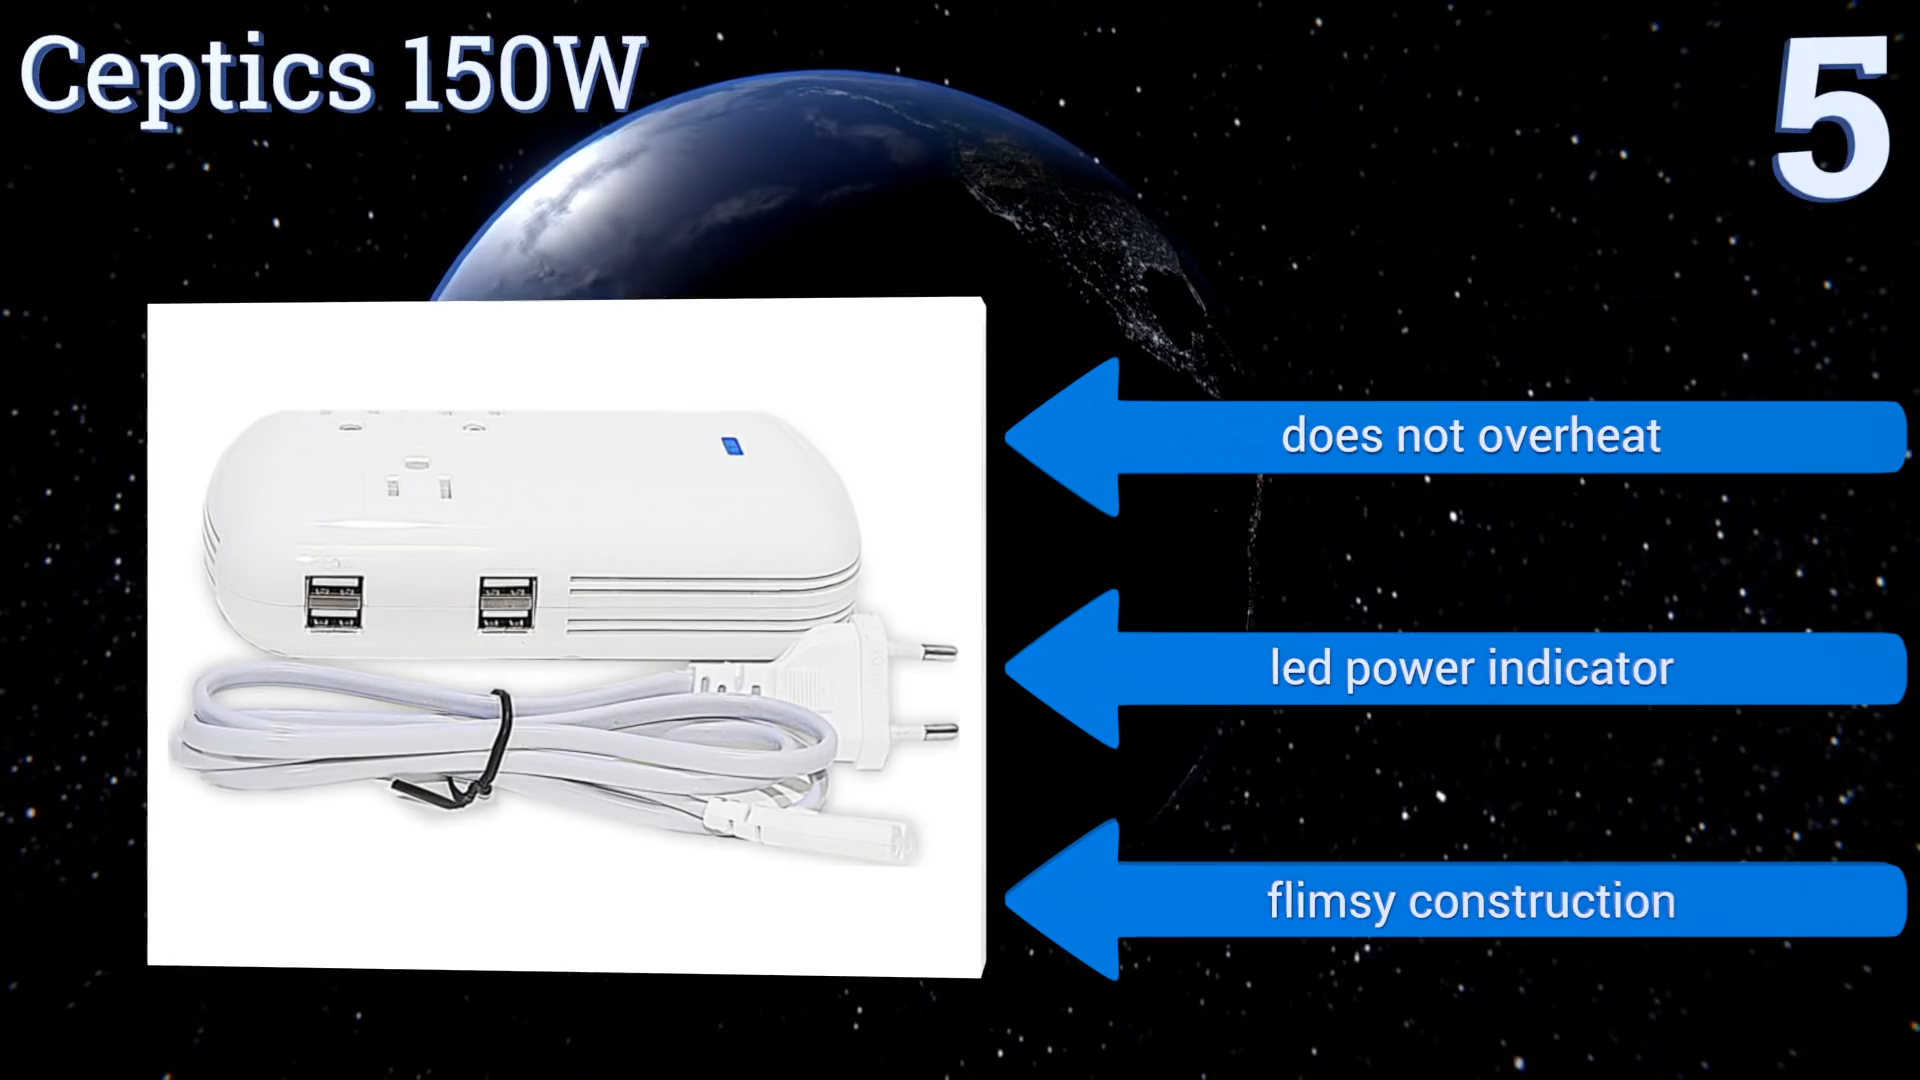 Ceptics 150W
5
does not overheat
led power indicator
flimsy construction